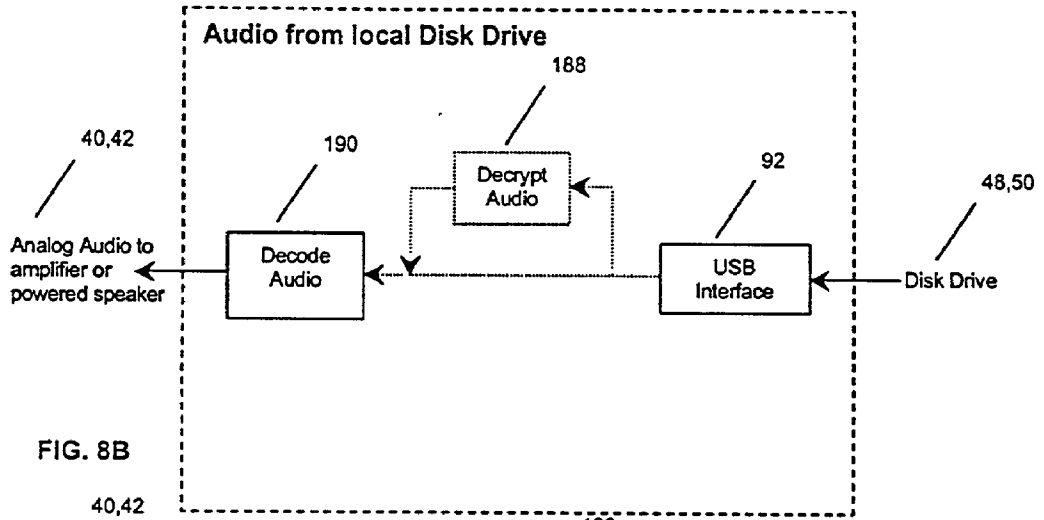 Audio from local Disk Drive
188
40,42
190
92
48,50
Decrypt
Audio
Analog Audio to
amplifier or
powered speaker
Decode
Audio
USB
Interface
Disk Drive
FIG. 8B
40,42